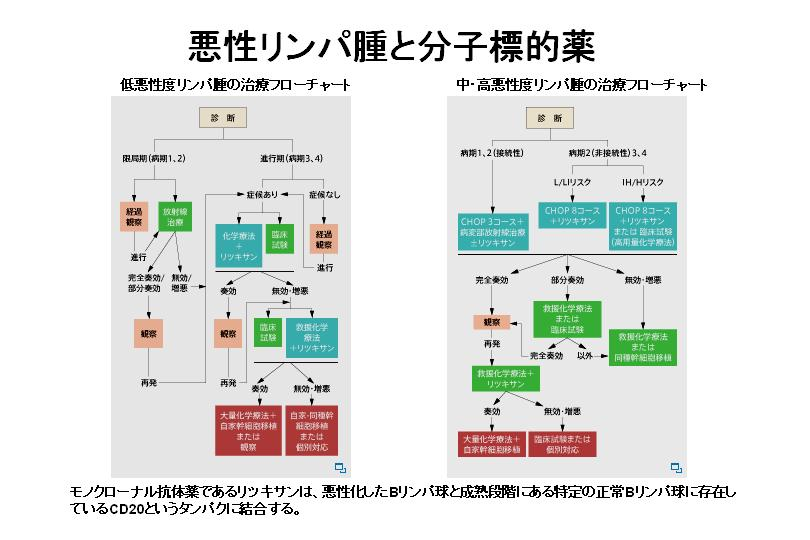 悪性リンパ腫と分子標的薬
低悪性度リンパ腫の治療フローチャート
診 断
限局期(病期1、2)
進行期(病期3、4)
症候あり
症候なし
経過
観察
放射線
治療
化学療法
+
リツキサン
臨床
試験
経過
観察
進行
進行
完全奏効/
部分奏効
無効/
増悪
奏効
無効・増悪
観察
観察
臨床
試験
救援化学
療法
+リツキサン
再発
再発
奏効
無効・増悪
大量化学療法+
自家幹細胞移植
または
観察
自家・同種幹
細胞移植
または
個別対応
中・高悪性度リンパ腫の治療フローチャート
診 断
病期1、2(接続性)
病期2(非接続性)3、4
L/LIリスク
IH/Hリスク
CHOP 3コース+
病変部放射線治療
±リツキサン
CHOP 8コース
+リツキサン
CHOP 8コース
+リツキサン
または 臨床試験
(高用量化学療法)
完全奏効
部分奏効
無効・増悪
観察
救援化学療法
または
臨床試験
救援化学療法
または
同種幹細胞移植
再発
完全奏効
以外
救援化学療法+
リツキサン
奏効
無効・増悪
大量化学療法+
自家幹細胞移植
臨床試験または
個別対応
モノクローナル抗体薬であるリツキサンは、悪性化したBリンパ球と成熟段階にある特定の正常Bリンパ球に存在し
ているCD20というタンパクに結合する。